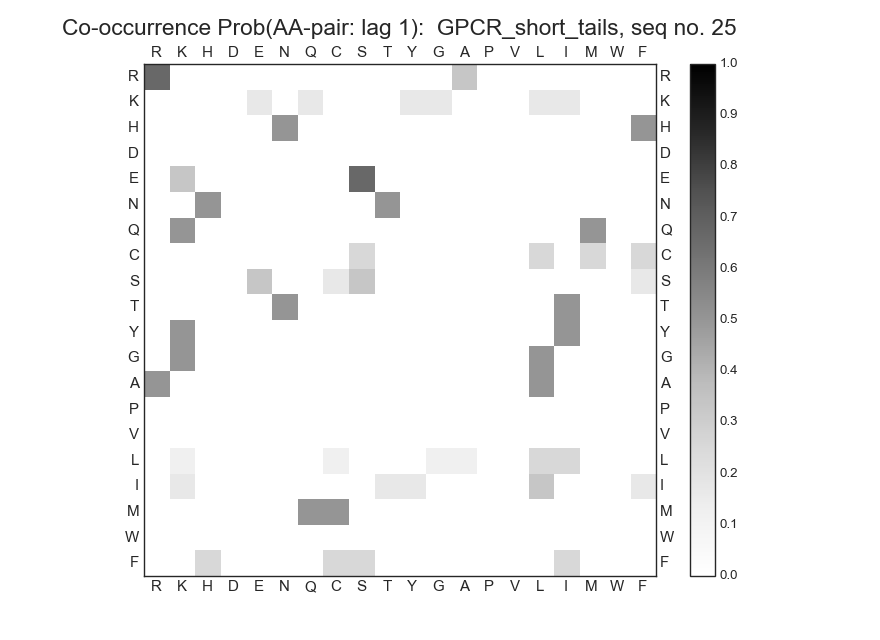 Co-occurrence Prob(AA-pair: lag 1):  GPCR_short_tails, seq no. 25
R K H D E N Q C S T Y G A P V L I M W F
R R 1.0
K K
H H 0.9
D D
E E 0.8
N N 0.7
Q Q
C C 0.6
S S
T T 0.5
Y Y
G G 0.4
A A
P P 0.3
V V
L L 0.2
I I
M M 0.1
W W
F F 0.0
R K H D E N Q C S T Y G A P V L I M W F